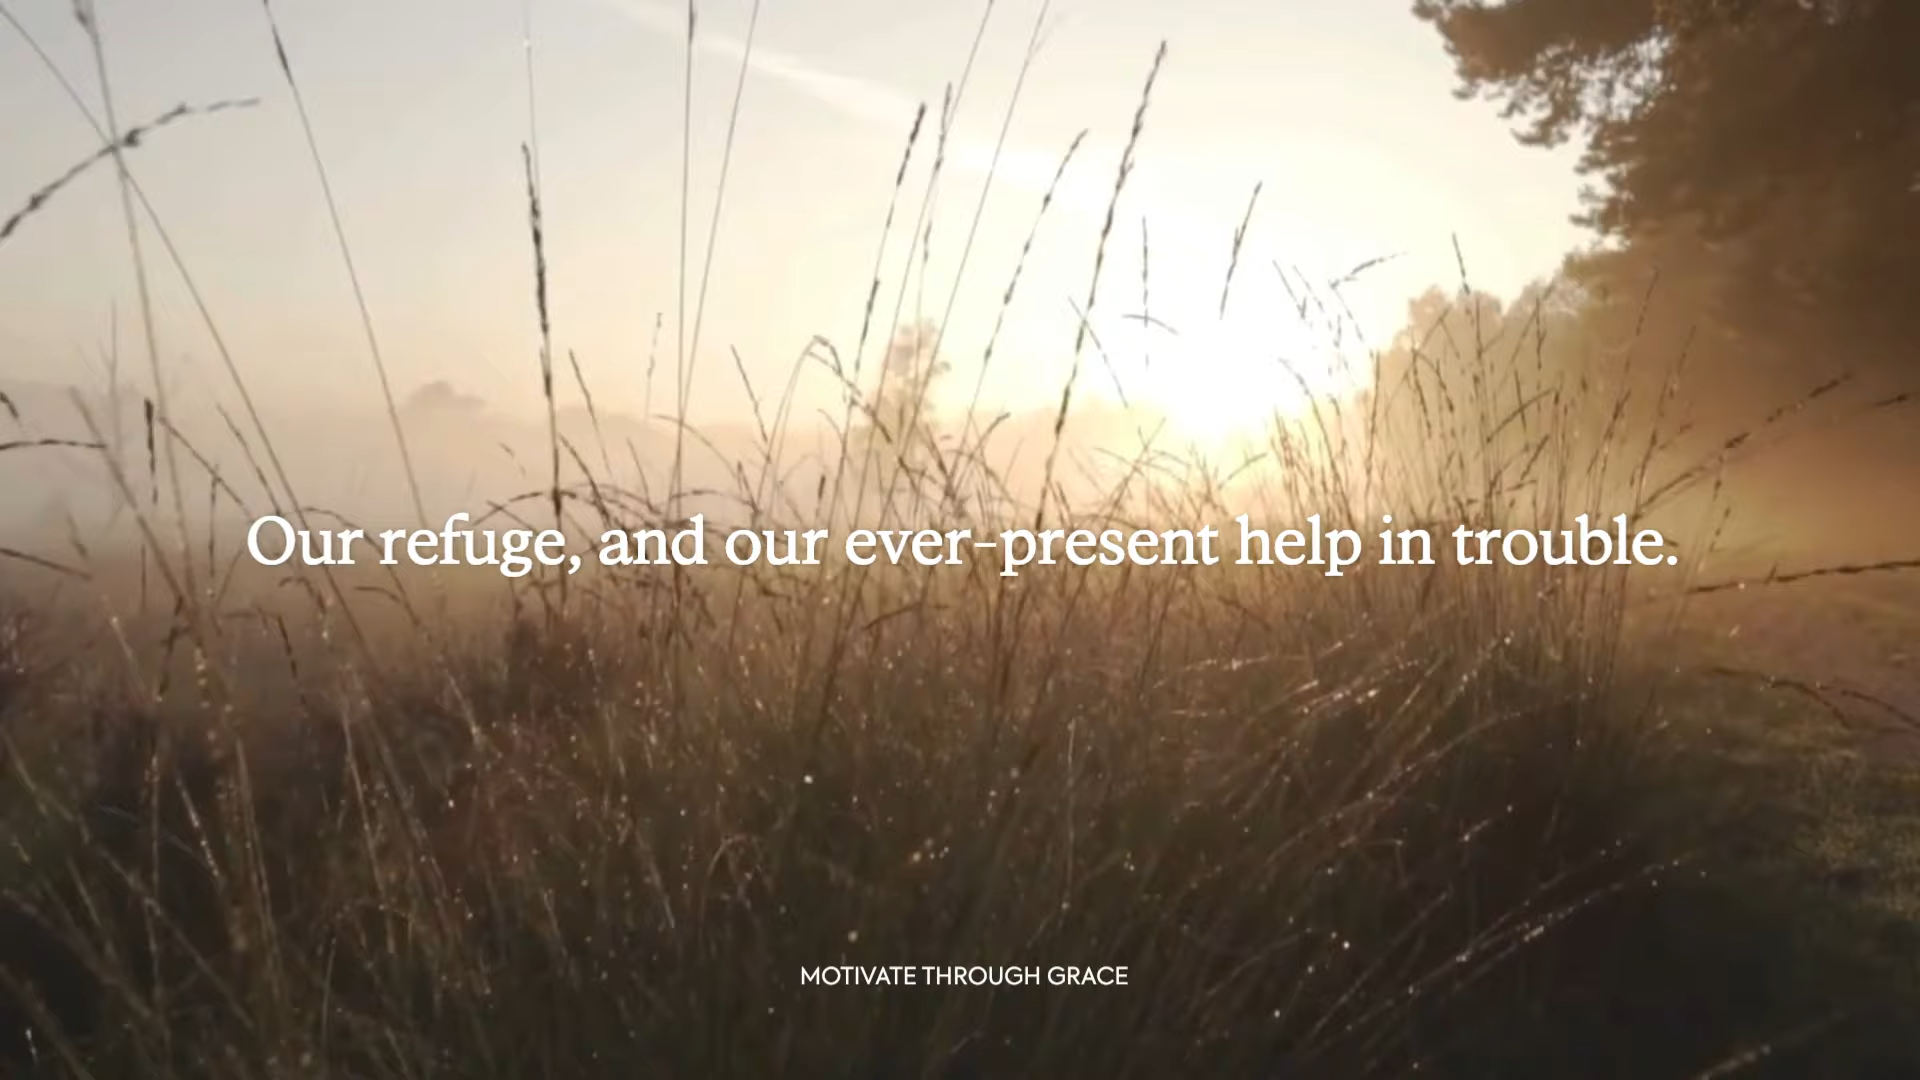 Our refuge, and our ever-present help in trouble.
MOTIVATE THROUGH GRACE